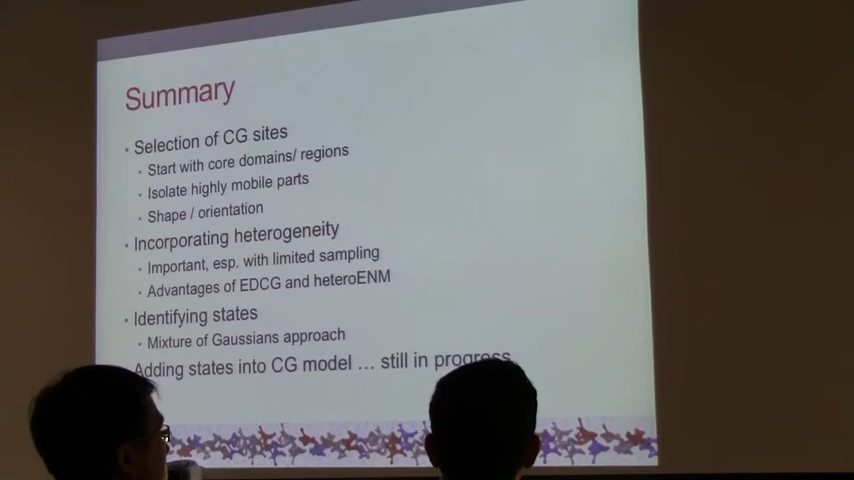 Summary
• Selection of CG sites
• Start with core domains/ regions
• Isolate highly mobile parts
• Shape / orientation
• Incorporating heterogeneity
• Important, esp. with limited sampling
• Advantages of EDCG and heteroENM
• Identifying states
• Mixture of Gaussians approach
Adding states into CG model … still in progress